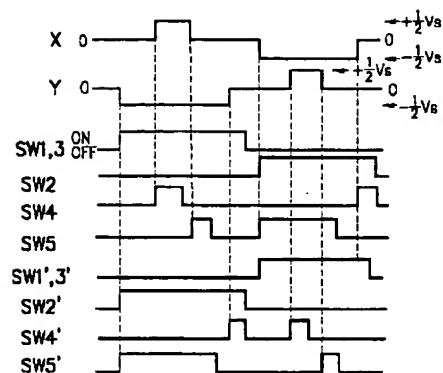 +½Vs
X 0 0
-½Vs
+½Vs
Y 0 0
-½Vs
SW1,3 ON
OFF
SW2
SW4
SW5
SW1',3'
SW2'
SW4'
SW5'